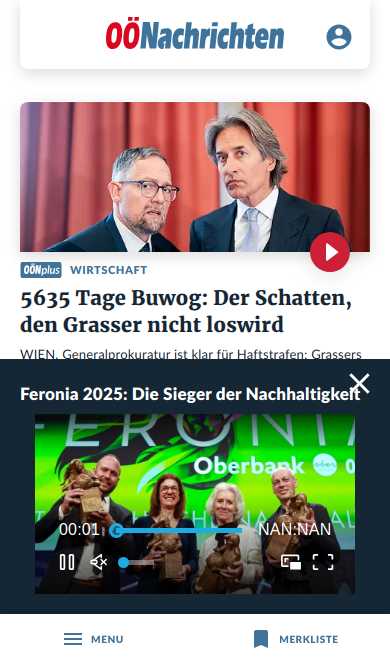 OÖNachrichten
OÖNplus WIRTSCHAFT
5635 Tage Buwog: Der Schatten,
den Grasser nicht loswird
WIEN. Generalprokuratur ist klar für Haftstrafen: Grassers
Feronia 2025: Die Sieger der Nachhaltigkeit
FERONIA
Oberbank
00:01
NAN:NAN
MENU
MERKLISTE